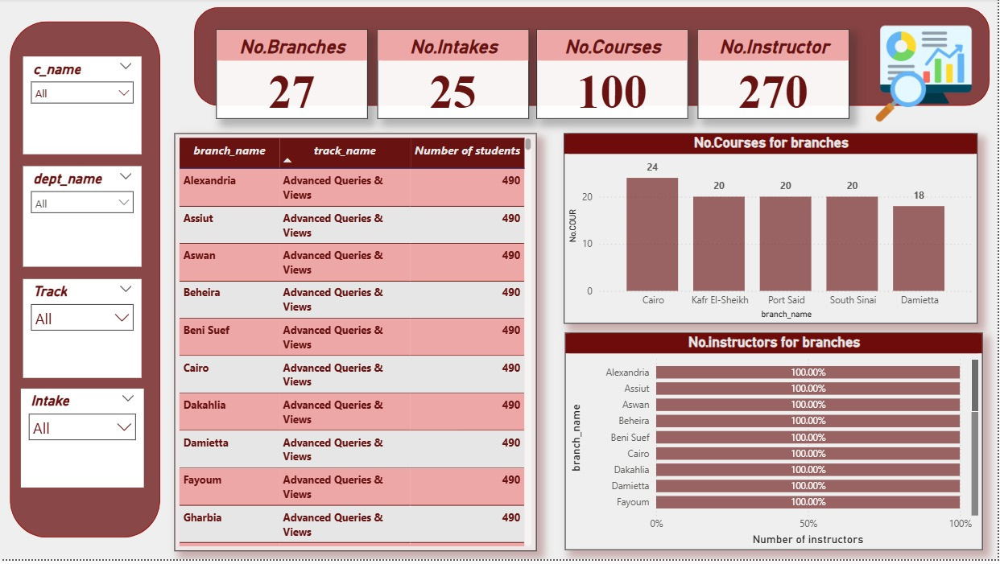 c_name
All
dept_name
All
Track
All
Intake
All
No.Branches
27
No.Intakes
25
No.Courses
100
No.Instructor
270
branch_name track_name Number of students
Alexandria Advanced Queries & 490
Views
Assiut Advanced Queries & 490
Views
Aswan Advanced Queries & 490
Views
Beheira Advanced Queries & 490
Views
Beni Suef Advanced Queries & 490
Views
Cairo Advanced Queries & 490
Views
Dakahlia Advanced Queries & 490
Views
Damietta Advanced Queries & 490
Views
Fayoum Advanced Queries & 490
Views
Gharbia Advanced Queries & 490
Views
No.Courses for branches
24
20
20
20
18
No.COUR
20
10
0
Cairo Kafr El-Sheikh Port Said South Sinai Damietta
branch_name
No.instructors for branches
branch_name
Alexandria 100.00%
Assiut 100.00%
Aswan 100.00%
Beheira 100.00%
Beni Suef 100.00%
Cairo 100.00%
Dakahlia 100.00%
Damietta 100.00%
Fayoum 100.00%
0% 50% 100%
Number of instructors